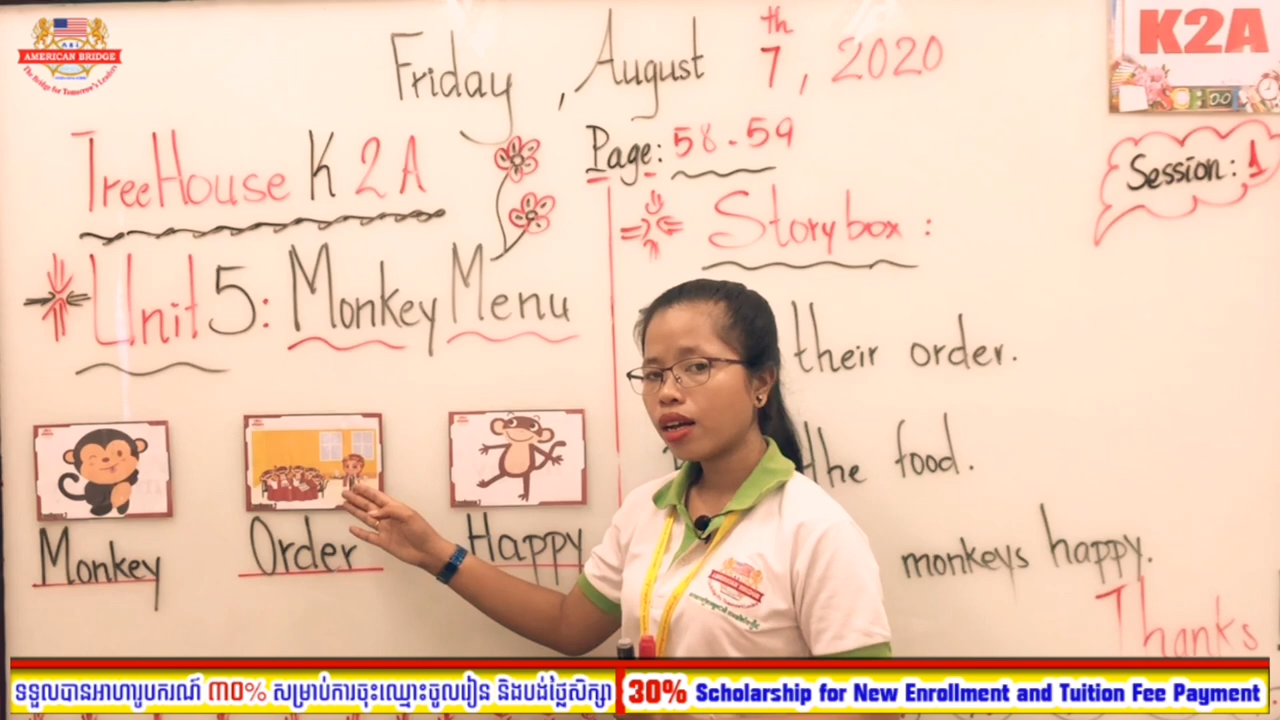 AMERICAN BRIDGE
The Bridge for Tomorrow's Leaders
K2A
Friday, August 7th, 2020
TreeHouse K2A
Page: 58-59
Session: 1
Storybox:
Unit 5: Monkey Menu
their order.
the food.
monkeys happy.
Monkey
Order
Happy
Thanks
AMERICAN BRIDGE
ទទួលបានអាហារូបករណ៍ ៣០% សម្រាប់ការចុះឈ្មោះចូលរៀន និងបង់ថ្លៃសិក្សា
30% Scholarship for New Enrollment and Tuition Fee Payment